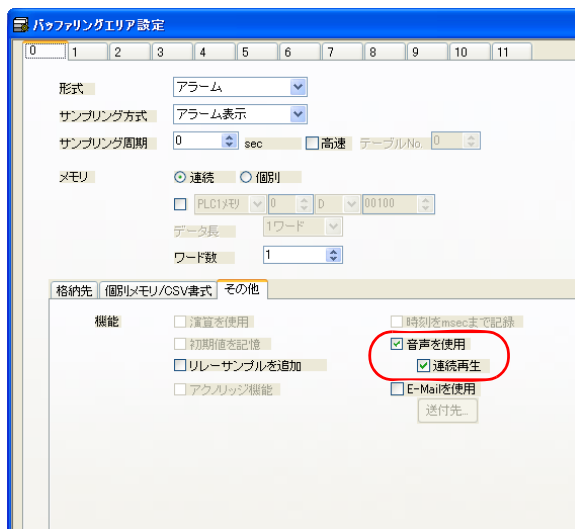 バッファリングエリア設定
0 1 2 3 4 5 6 7 8 9 10 11
形式 アラーム
サンプリング方式 アラーム表示
サンプリング周期 0 sec 高速 テーブルNo. 0
メモリ 連続 個別
PLC1メモリ 0 D 00100
データ長 1ワード
ワード数 1
格納先 個別メモリ/CSV書式 その他
機能 演算を使用 時刻をmsecまで記録
初期値を記憶 音声を使用
リレーサンプルを追加 連続再生
アクノリッジ機能 E-Mailを使用
送付先...